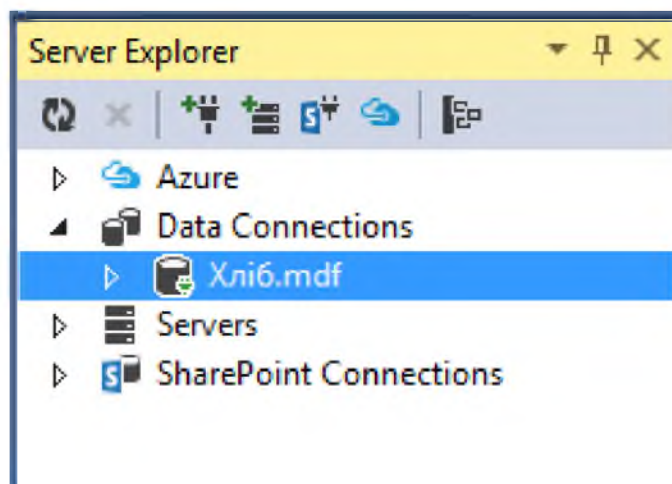 Server Explorer
Azure
Data Connections
Хліб.mdf
Servers
SharePoint Connections